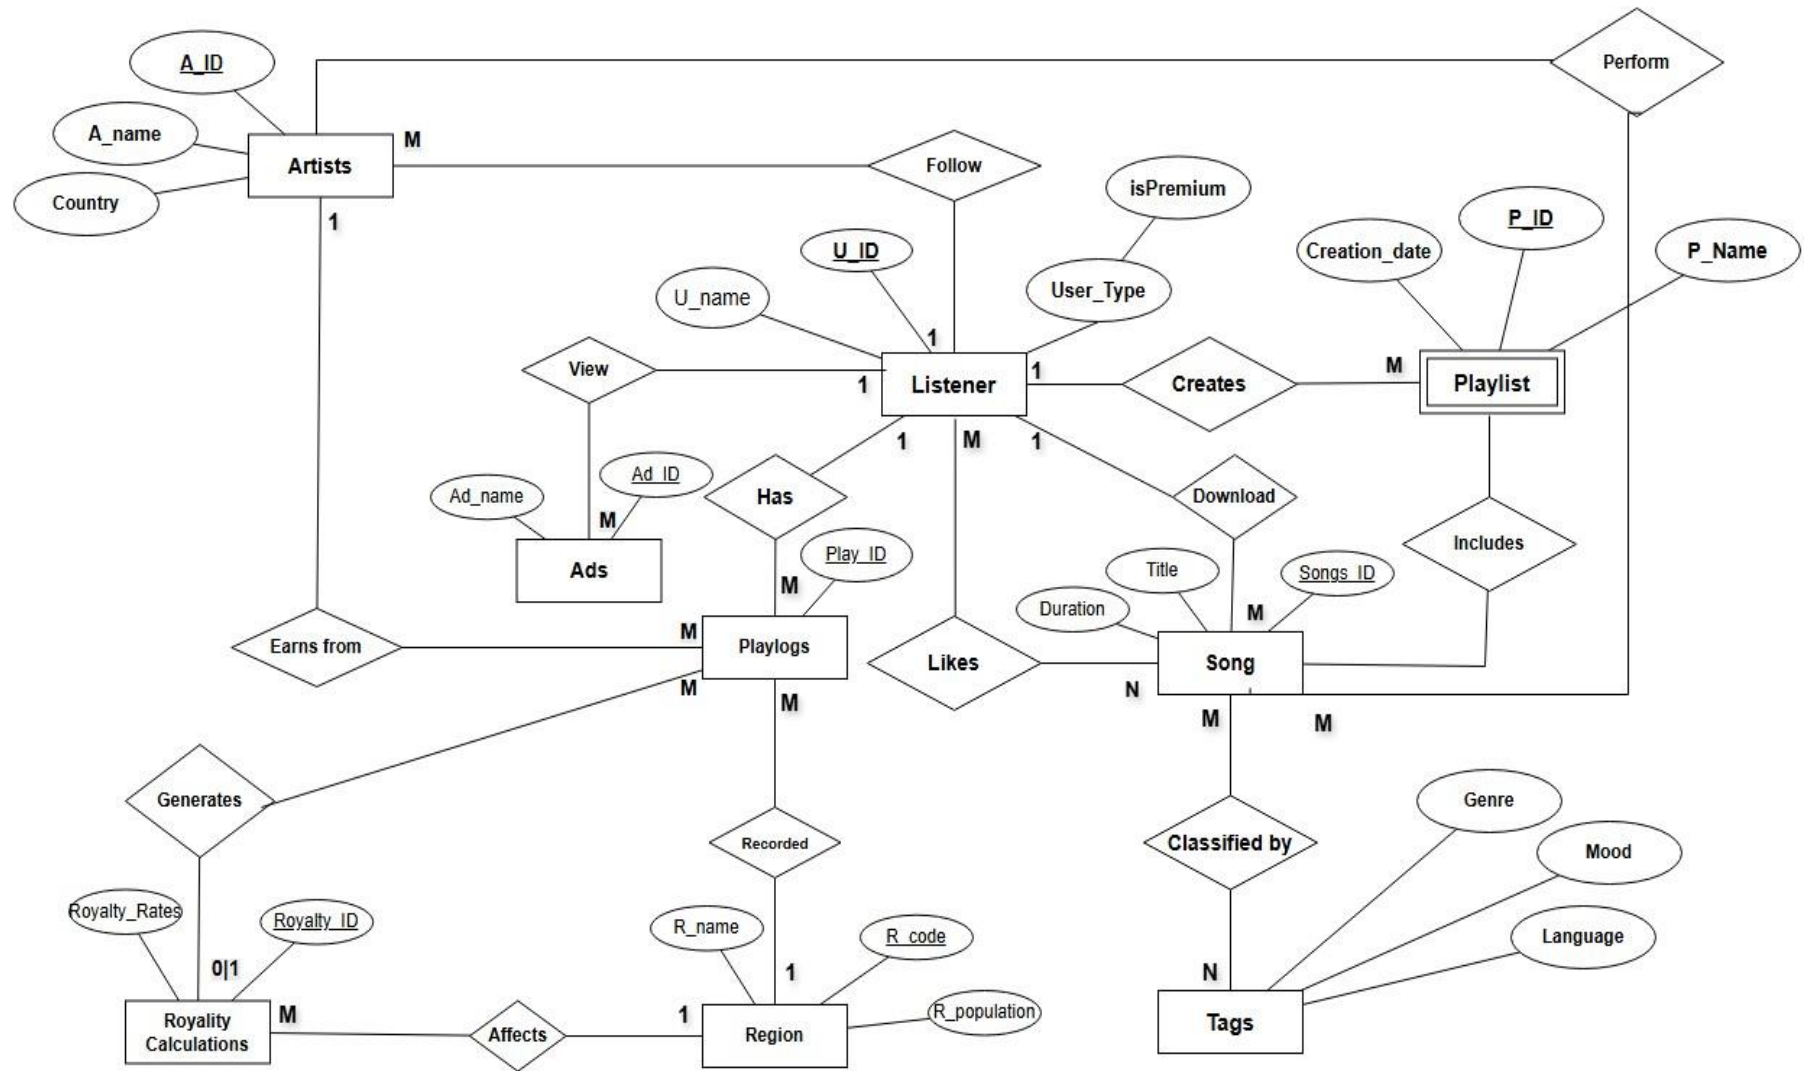 Perform
A_ID
A_name
M
Artists
Follow
Country
isPremium
1
U_ID
Creation_date
P_ID
P_Name
U_name
User_Type
1
View
1
Listener
1
Creates
M
Playlist
1
M
1
Ad_name
Ad_ID
Has
Download
M
Includes
Ads
Play_ID
Title
Songs_ID
M
Duration
M
Earns from
M
Playlogs
Likes
Song
M
N
M
M
M
Generates
Genre
Recorded
Classified by
Mood
Royalty_Rates
Royalty_ID
R_name
R_code
Language
0|1
1
N
M
1
R_population
Royality
Calculations
Affects
Region
Tags